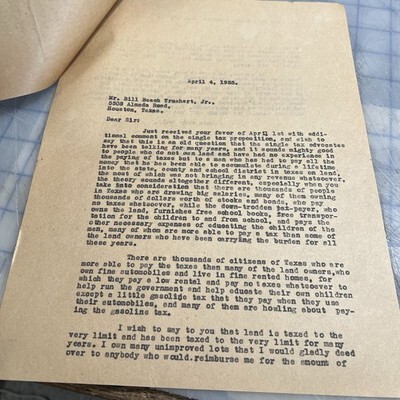 April 4, 1935.
Mr. Bill Roach Truehart, Jr.,
5308 Almeda Road,
Houston, Texas.
Dear Sir:
Just received your favor of April 1st with addi-
tional comment on the single tax proposition, and wish to
say that this is an old question that the single tax advocates
have been talking for many years, and it sounds mighty good
to people who do not own land and have had no experience in
the paying of taxes but to a man who has had to pay all the
money that he has been able to accumulate during a lifetime
into the state, county and school district in taxes on land,
the most of which was not bringing in any revenue whatsoever,
the theory sounds altogether different, especially when you
take into consideration that there are thousands of people
in Texas who are drawing big salaries, many of them owning
thousands of dollars worth of stocks and bonds, who pay
no taxes whatsoever, while the down-trodden tax-payer, who
owns the land, furnishes free school books, free transpor-
tation for the children to and from school, and pays the
other necessary expenses of educating the children of the
men, many of whom are more able to pay a tax than some of
the land owners who have been carrying the burden for all
these years.
There are thousands of citizens of Texas who are
more able to pay the taxes than many of the land owners, who
own fine automobiles and live in fine rented homes, for
which they pay a low rental and pay no taxes whatsoever to
help run the government and help educate their own children
except a little gasoline tax that they pay when they use
their automobiles, and many of them are howling about pay-
ing the gasoline tax.
I wish to say to you that land is taxed to the
very limit and has been taxed to the very limit for many
years. I own many unimproved lots that I would gladly deed
over to anybody who would reimburse me for the amount of